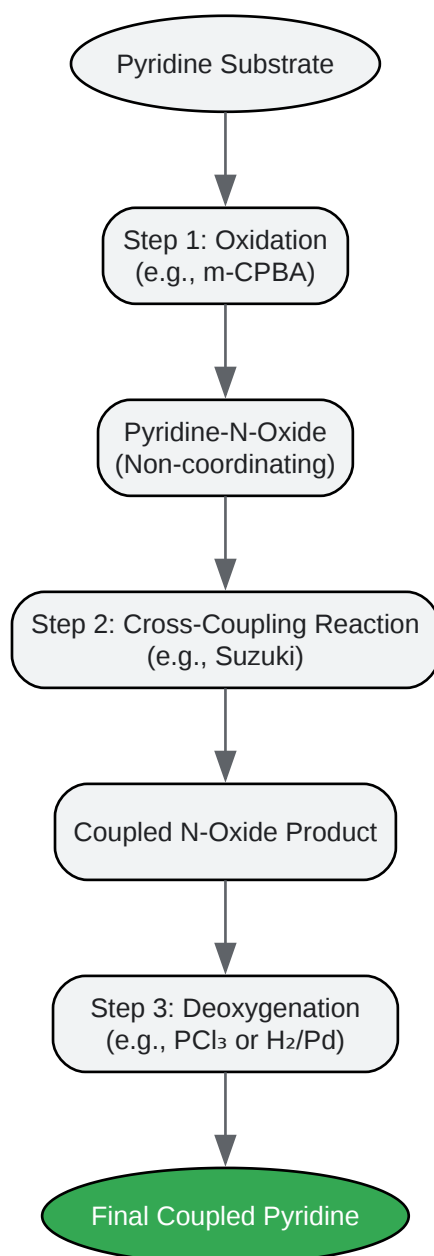 Pyridine Substrate
Step 1: Oxidation
(e.g., m-CPBA)
Pyridine-N-Oxide
(Non-coordinating)
Step 2: Cross-Coupling Reaction
(e.g., Suzuki)
Coupled N-Oxide Product
Step 3: Deoxygenation
(e.g., PCl₃ or H₂/Pd)
Final Coupled Pyridine